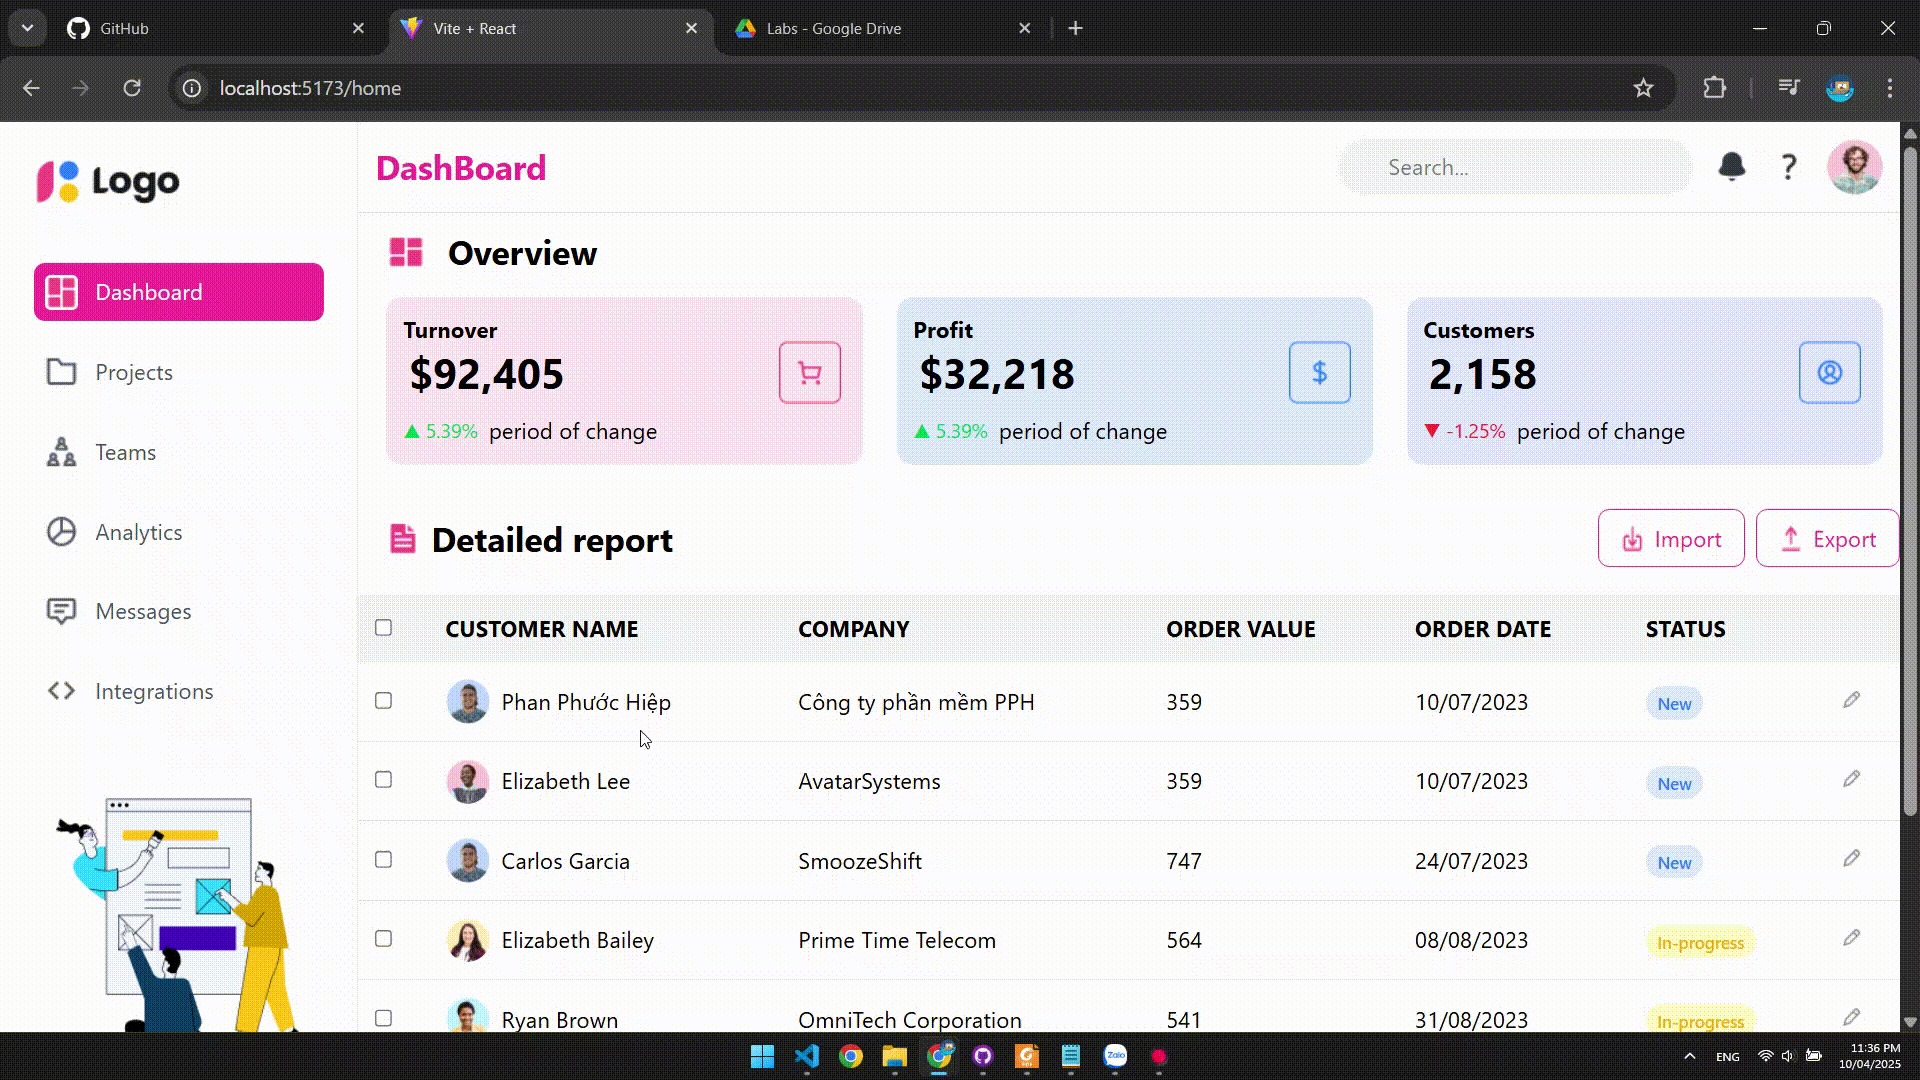 GitHub
Vite + React
Labs - Google Drive
localhost:5173/home
Logo
DashBoard
Search...
?
Dashboard
Projects
Teams
Analytics
Messages
Integrations
Overview
Turnover
$92,405
▲ 5.39% period of change
Profit
$32,218
$
▲ 5.39% period of change
Customers
2,158
▼ -1.25% period of change
Detailed report
Import
Export
CUSTOMER NAME COMPANY ORDER VALUE ORDER DATE STATUS
Phan Phước Hiệp Công ty phần mềm PPH 359 10/07/2023 New
Elizabeth Lee AvatarSystems 359 10/07/2023 New
Carlos Garcia SmoozeShift 747 24/07/2023 New
Elizabeth Bailey Prime Time Telecom 564 08/08/2023 In-progress
Ryan Brown OmniTech Corporation 541 31/08/2023 In-progress
Zalo
ENG
11:36 PM
10/04/2025